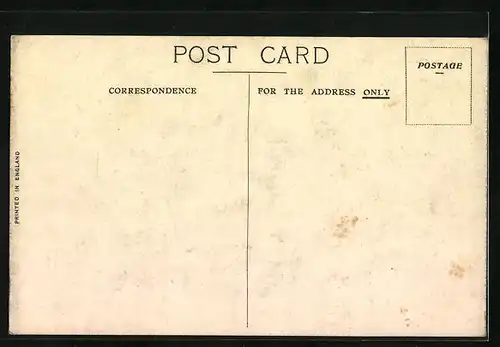 POST CARD
CORRESPONDENCE
FOR THE ADDRESS ONLY
POSTAGE
PRINTED IN ENGLAND